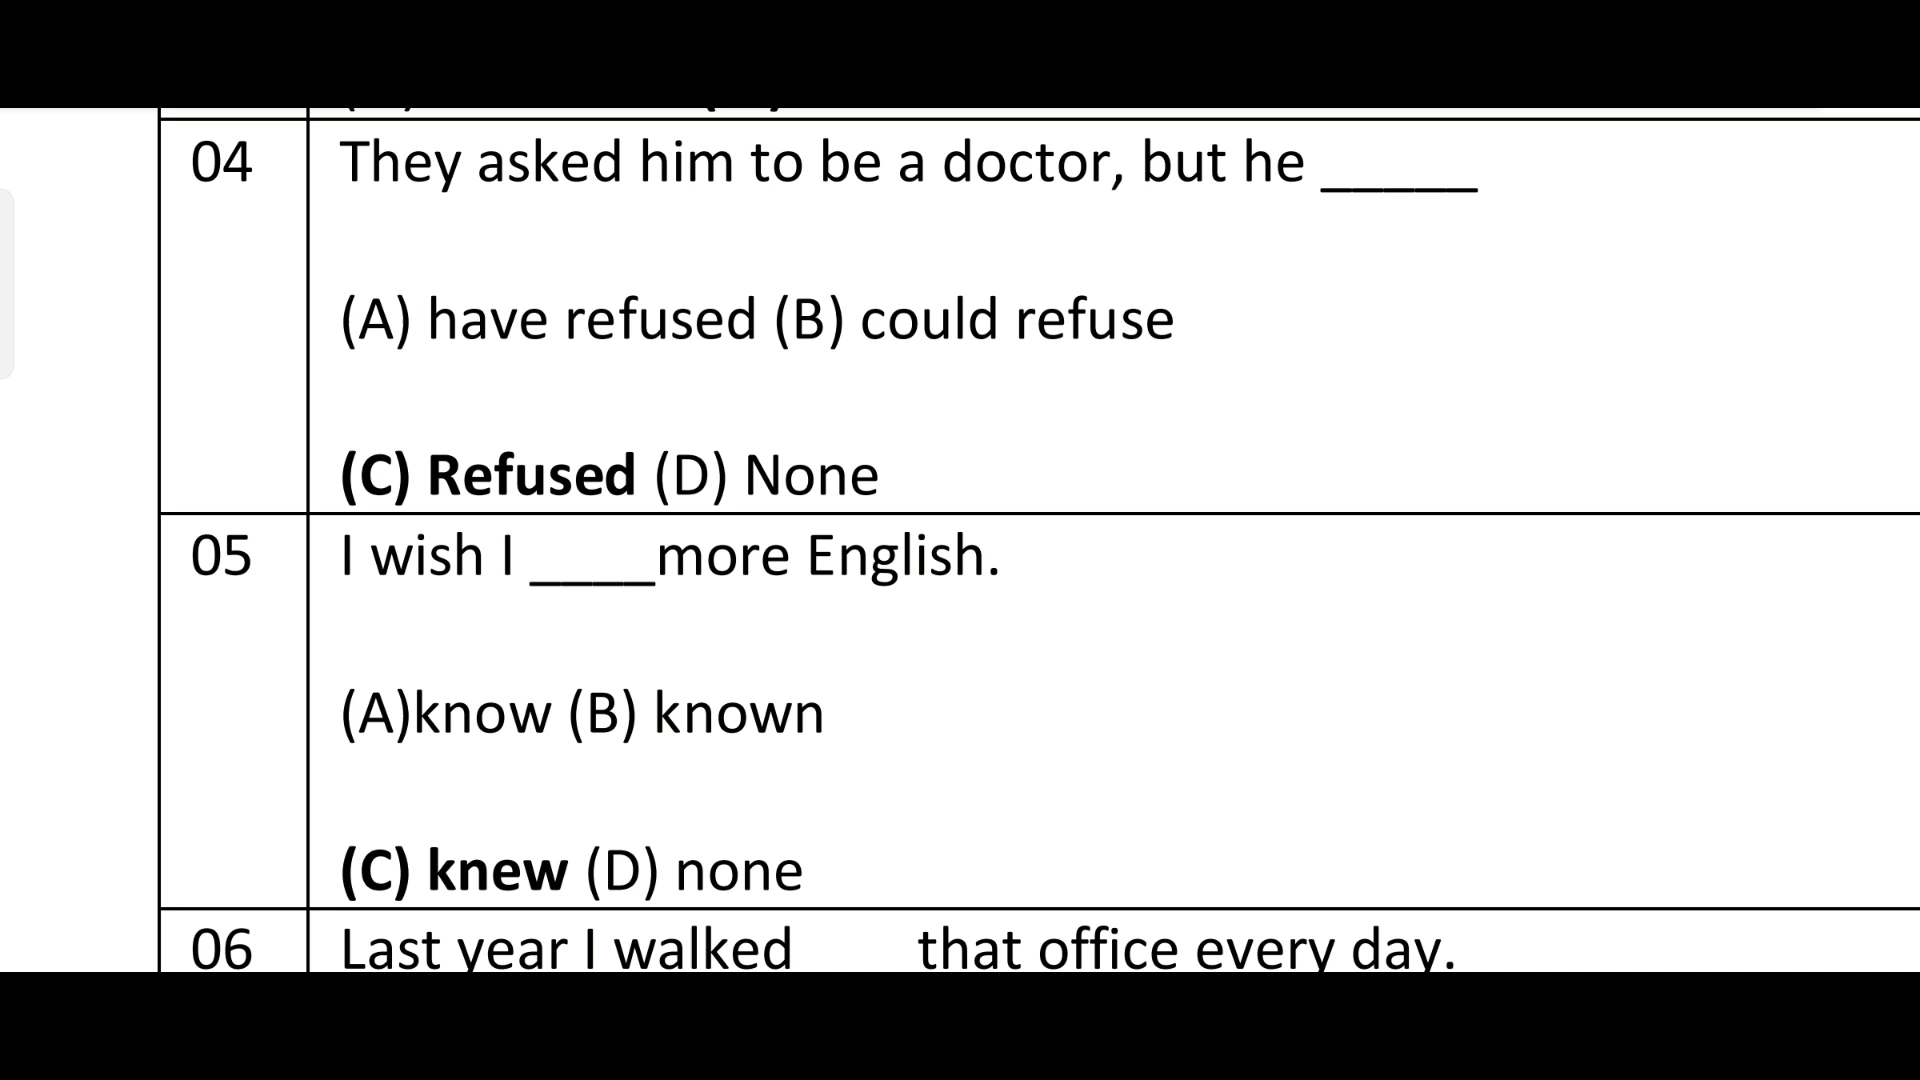 04 They asked him to be a doctor, but he _____
(A) have refused (B) could refuse
(C) Refused (D) None
05 I wish I ____more English.
(A)know (B) known
(C) knew (D) none
06 Last year I walked that office every day.